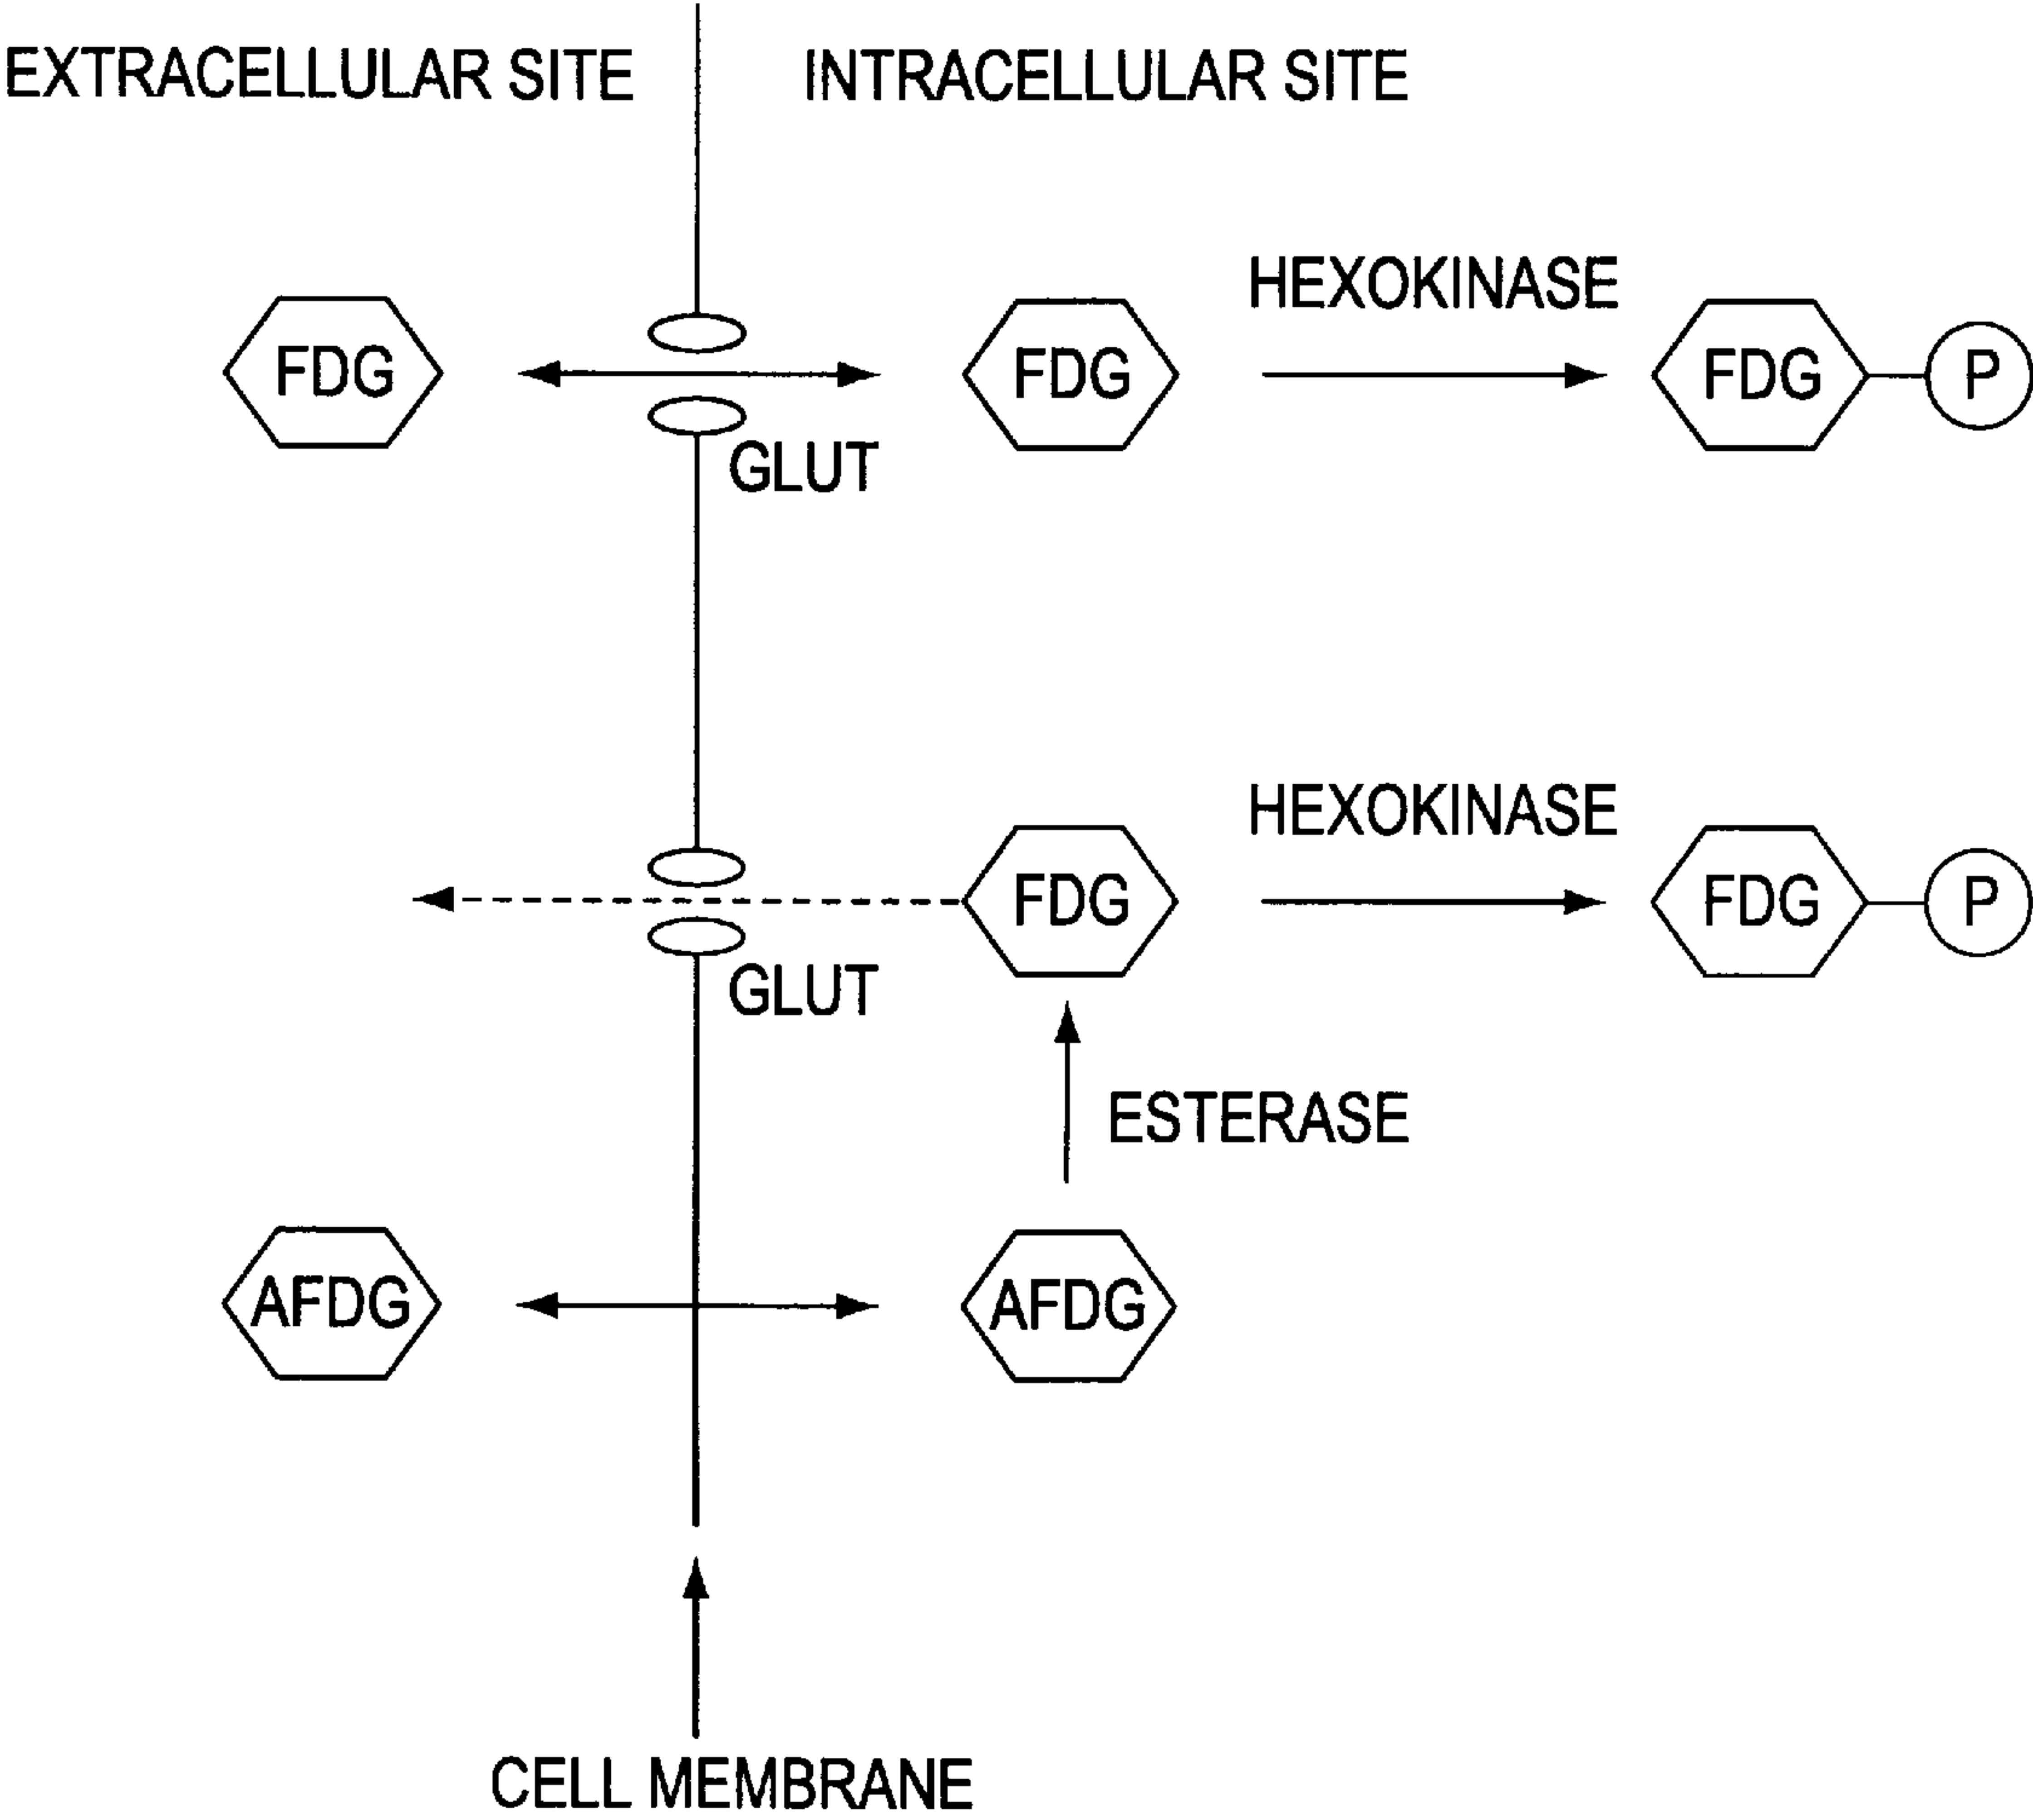 EXTRACELLULAR SITE
INTRACELLULAR SITE
HEXOKINASE
FDG
FDG
FDG
P
GLUT
HEXOKINASE
FDG
FDG
P
GLUT
ESTERASE
AFDG
AFDG
CELL MEMBRANE